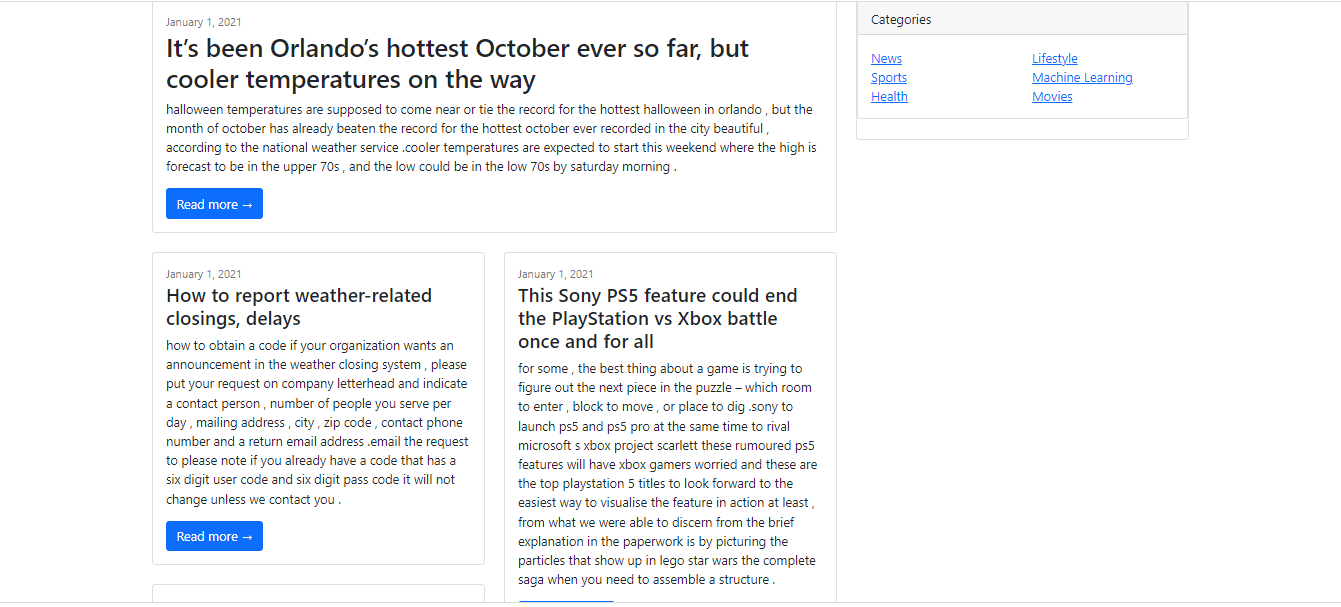 January 1, 2021
It’s been Orlando’s hottest October ever so far, but
cooler temperatures on the way
halloween temperatures are supposed to come near or tie the record for the hottest halloween in orlando , but the
month of october has already beaten the record for the hottest october ever recorded in the city beautiful ,
according to the national weather service .cooler temperatures are expected to start this weekend where the high is
forecast to be in the upper 70s , and the low could be in the low 70s by saturday morning .
Read more →
January 1, 2021
How to report weather-related
closings, delays
how to obtain a code if your organization wants an
announcement in the weather closing system , please
put your request on company letterhead and indicate
a contact person , number of people you serve per
day , mailing address , city , zip code , contact phone
number and a return email address .email the request
to please note if you already have a code that has a
six digit user code and six digit pass code it will not
change unless we contact you .
Read more →
January 1, 2021
This Sony PS5 feature could end
the PlayStation vs Xbox battle
once and for all
for some , the best thing about a game is trying to
figure out the next piece in the puzzle – which room
to enter , block to move , or place to dig .sony to
launch ps5 and ps5 pro at the same time to rival
microsoft s xbox project scarlett these rumoured ps5
features will have xbox gamers worried and these are
the top playstation 5 titles to look forward to the
easiest way to visualise the feature in action at least ,
from what we were able to discern from the brief
explanation in the paperwork is by picturing the
particles that show up in lego star wars the complete
saga when you need to assemble a structure .
Categories
News
Sports
Health
Lifestyle
Machine Learning
Movies